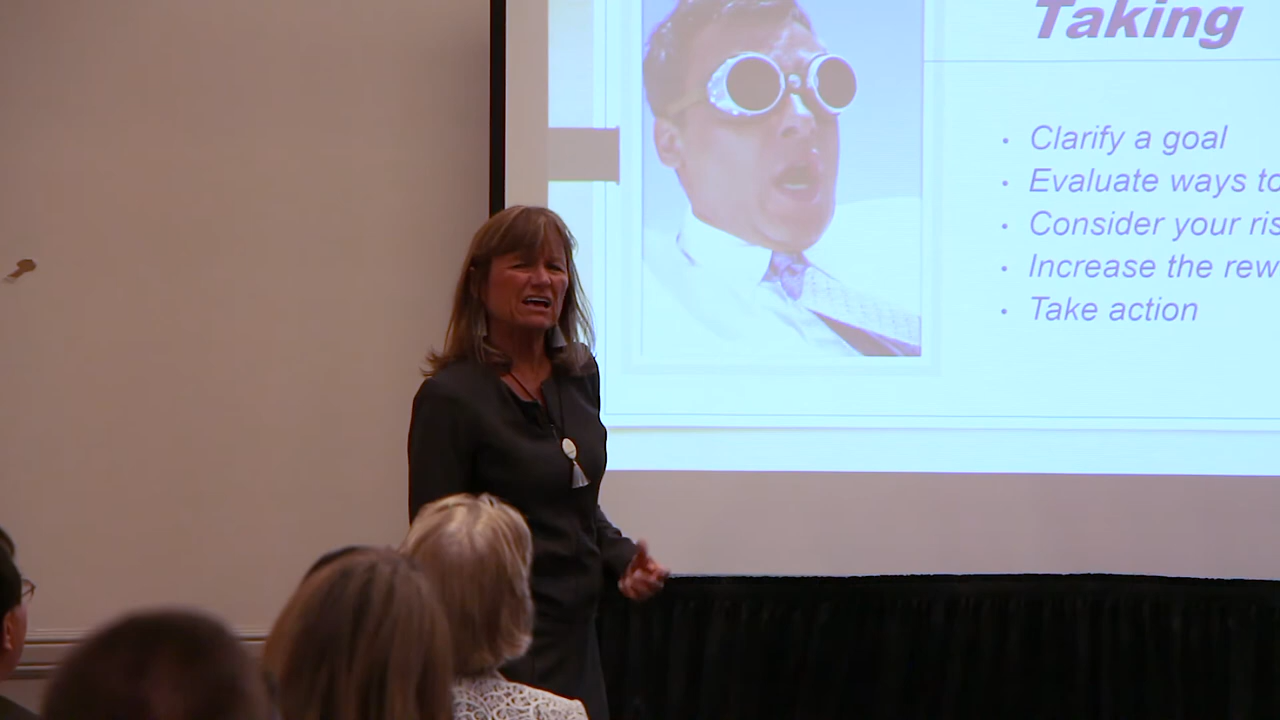 Taking
• Clarify a goal
• Evaluate ways to
• Consider your ris
• Increase the rew
• Take action